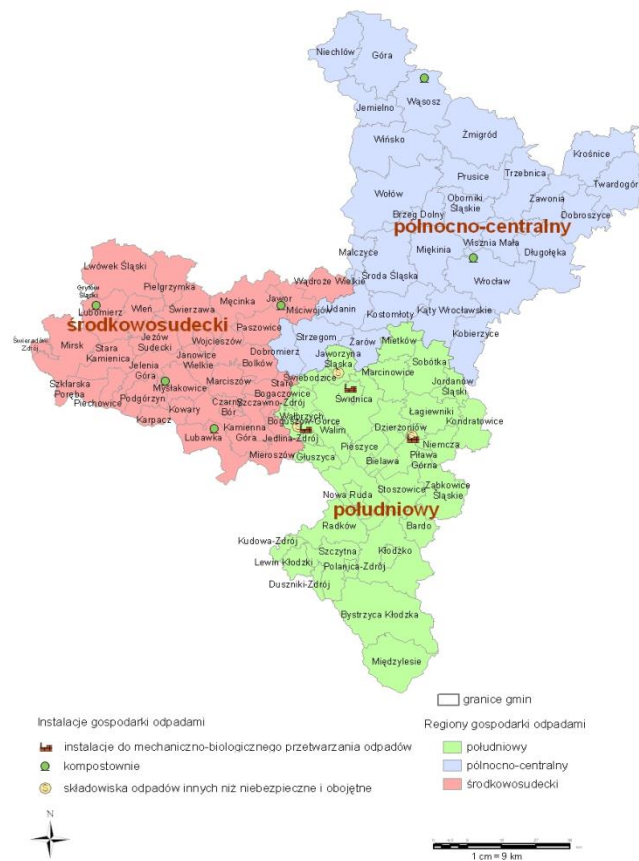 Niechlów
Góra
Jemielno
Wąsosz
Wińsko
Żmigród
Krośnice
Prusice
Trzebnica
Twardogór
Wołów
Oborniki
Śląskie
Zawonia
Brzeg Dolny
Dobroszyce
północno-centralny
Wisznia Mała
Miękinia
Długołęka
Malczyce
Środa Śląska
Wrocław
Lwówek Śląski
Pielgrzymka
Męcinka
Wądroże Wielkie
Gryfów
Śląski
Jawor
Lubomierz
Wleń
Świerzawa
Mściwojów
Udanin
Kostomłoty
Kąty Wrocławskie
środkowosudecki
Paszowice
Kobierzyce
Świeradów
Zdrój
Mirsk
Stara
Kamienica
Jeżów
Sudecki
Wojcieszów
Dobromierz
Strzegom
Żarów
Mietków
Janowice
Wielkie
Bolków
Jaworzyna
Śląska
Sobótka
Jelenia
Góra
Marciszów
Stare
Bogaczowice
Świebodzice
Marcinowice
Jordanów
Śląski
Szklarska
Poręba
Mysłakowice
Piechowice
Podgórzyn
Czarny
Bór
Szczawno-Zdrój
Świdnica
Kowary
Łagiewniki
Karpacz
Kamienna
Góra
Wałbrych
Boguszów-Gorce
Walim
Dzierżoniów
Kondratowice
Lubawka
Jedlina-Zdrój
Pieszyce
Niemcza
Mieroszów
Głuszyca
Bielawa
Piława
Górna
Nowa Ruda
Stoszowice
Ząbkowice
Śląskie
południowy
Radków
Bardo
Kudowa-Zdrój
Szczytna
Kłodzko
Lewin Kłodzki
Polanica-Zdrój
Duszniki-Zdrój
Bystrzyca Kłodzka
Międzylesie
granice gmin
Instalacje gospodarki odpadami
Regiony gospodarki odpadami
instalacje do mechaniczno-biologicznego przetwarzania odpadów
południowy
kompostownie
północno-centralny
składowiska odpadów innych niż niebezpieczne i obojętne
środkowosudecki
N
1 cm = 9 km